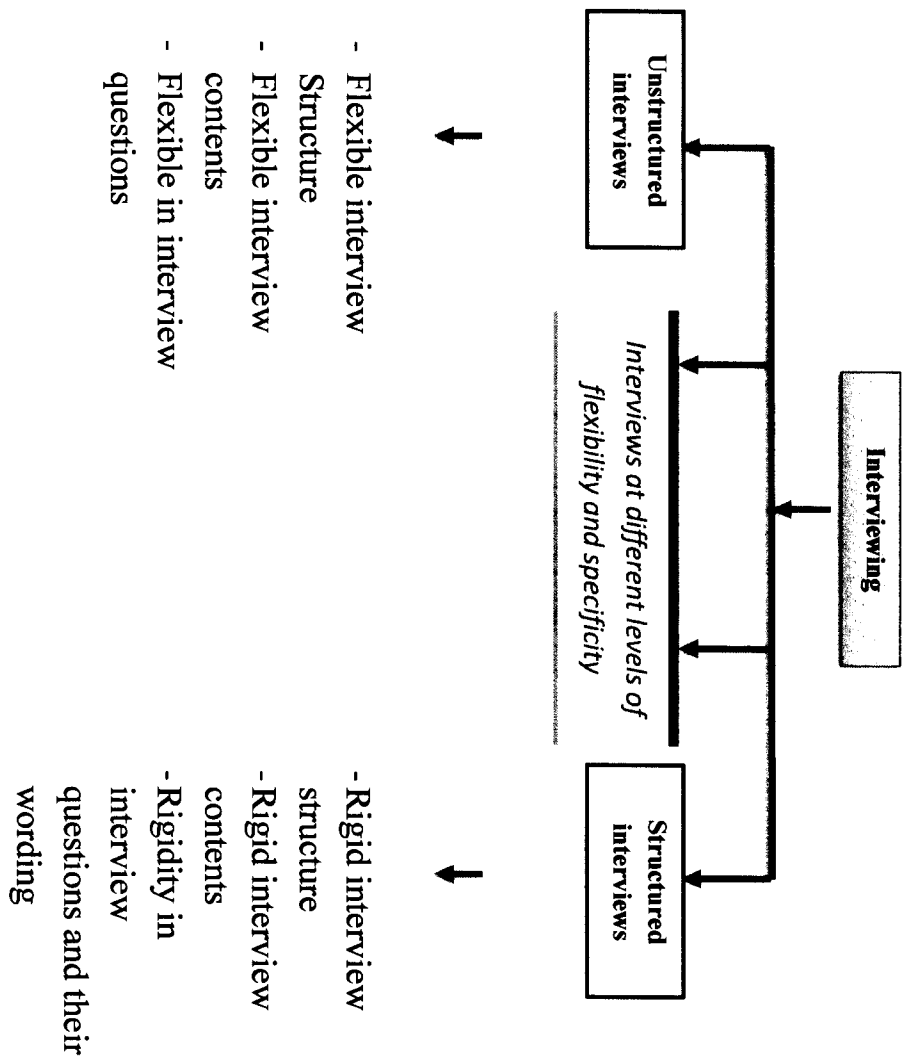 Interviewing
Unstructured
interviews
Interviews at different levels of
flexibility and specificity
Structured
interviews
- Flexible interview
Structure
- Flexible interview
contents
- Flexible in interview
questions
- Rigid interview
structure
- Rigid interview
contents
- Rigidity in
interview
questions and their
wording